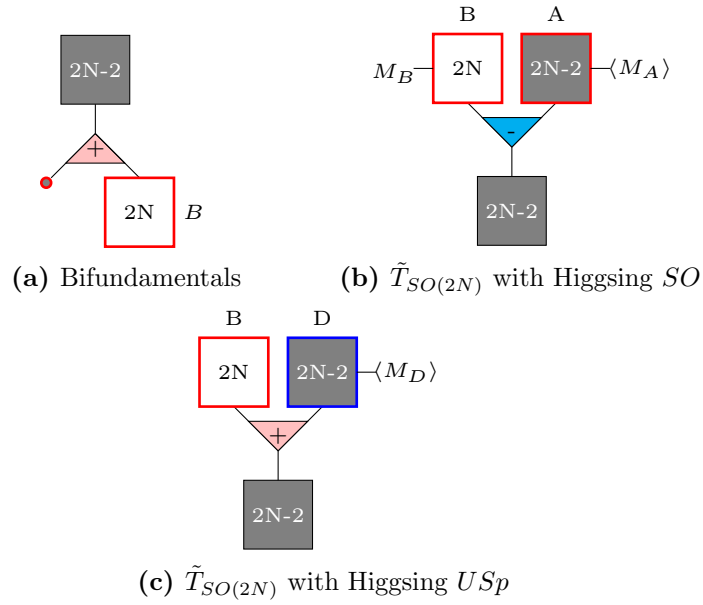 2N-2
+
2N
B
(a) Bifundamentals
B
A
M_B
2N
2N-2
⟨M_A⟩
-
2N-2
(b) T̃_{SO(2N)} with Higgsing SO
B
D
2N
2N-2
⟨M_D⟩
+
2N-2
(c) T̃_{SO(2N)} with Higgsing USp